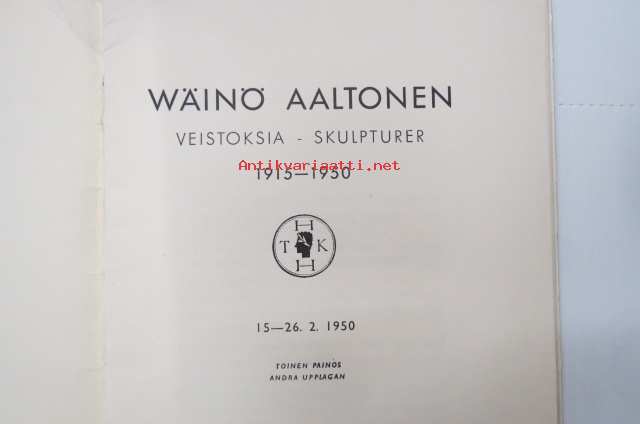 WÄINÖ AALTONEN
VEISTOKSIA - SKULPTURER
Antikvariaatti.net
1915—1950
H
T K
H
15—26. 2. 1950
TOINEN PAINOS
ANDRA UPPLAGAN